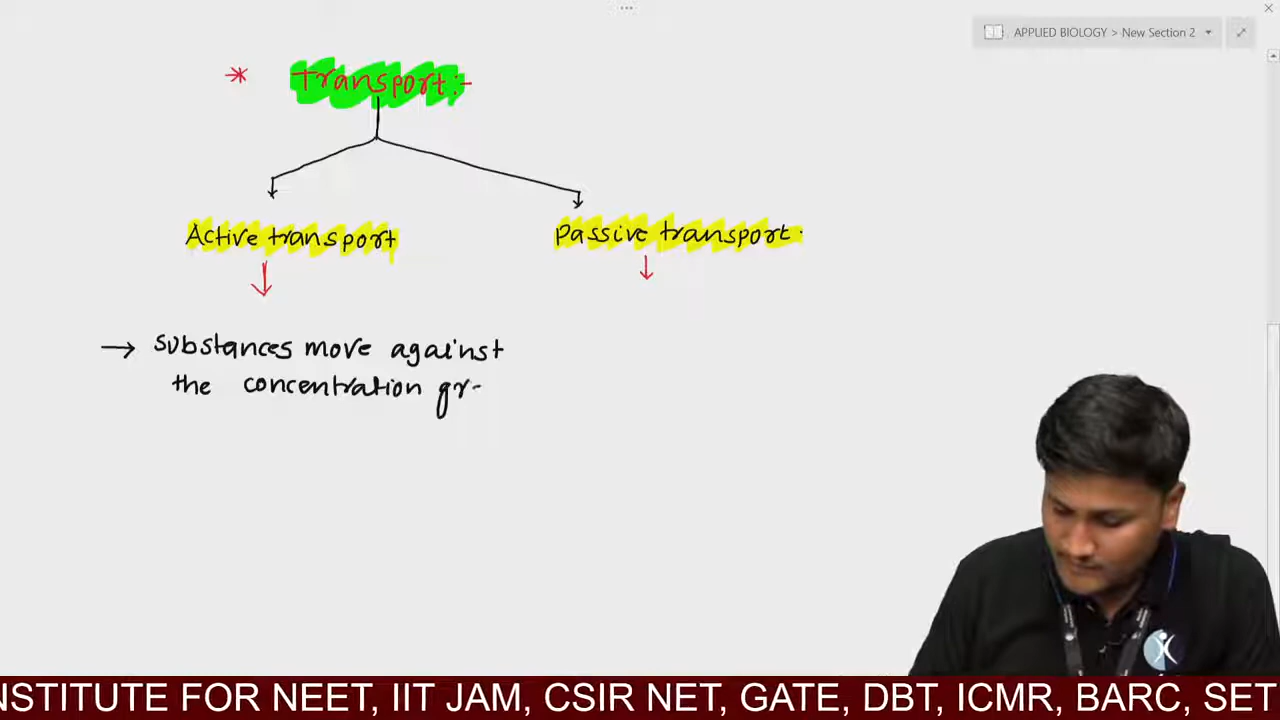 APPLIED BIOLOGY > New Section 2
* Transport:-
Active transport
Passive transport.
→ substances move against
the concentration gr-
NSTITUTE FOR NEET, IIT JAM, CSIR NET, GATE, DBT, ICMR, BARC, SET